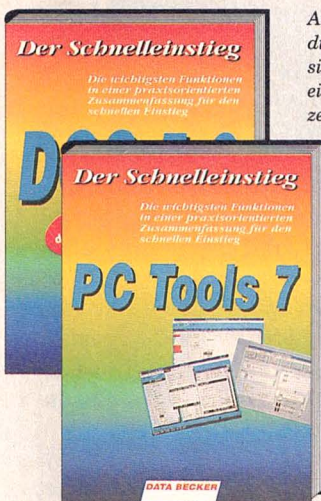 Der Schnelleinstieg
Die wichtigsten Funktionen
in einer praxisorientierten
Zusammenfassung für den
schnellen Einstieg
Der Schnelleinstieg
Die wichtigsten Funktionen
in einer praxisorientierten
Zusammenfassung für den
schnellen Einstieg
PC Tools 7
DATA BECKER